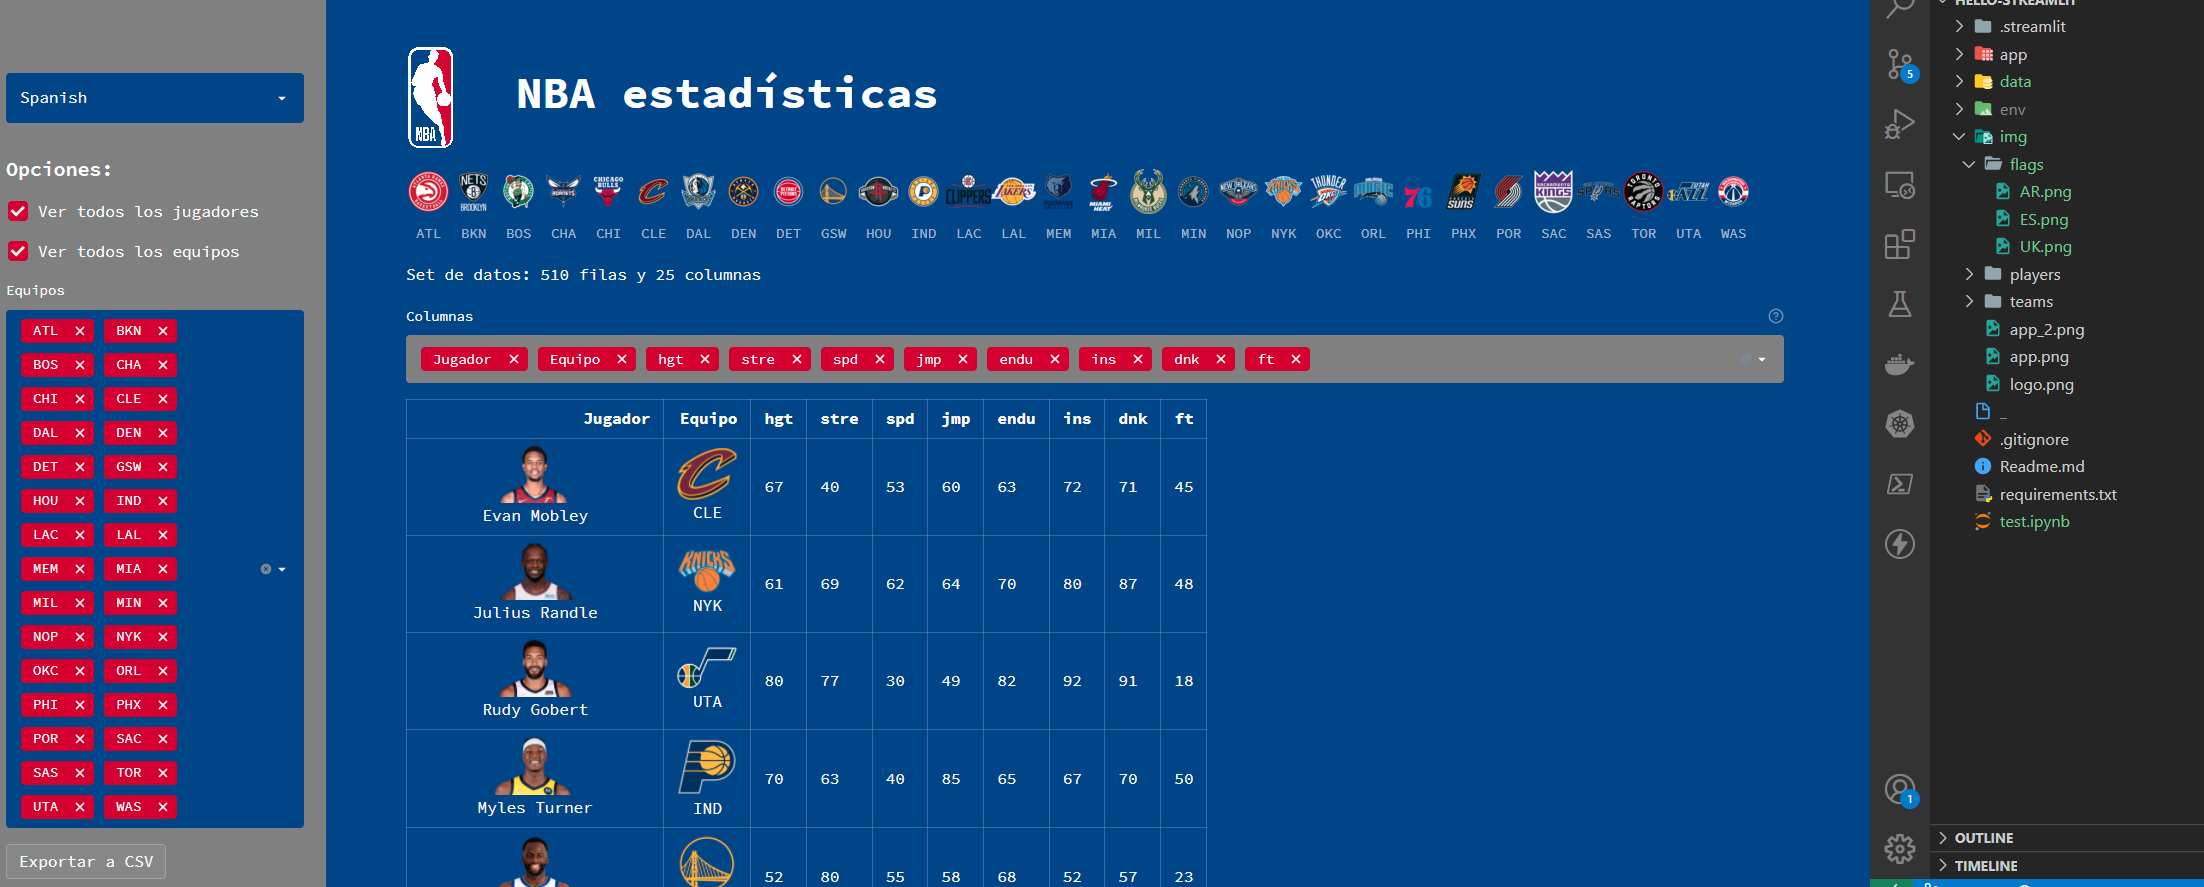 Spanish
Opciones:
Ver todos los jugadores
Ver todos los equipos
Equipos
ATL BKN
BOS CHA
CHI CLE
DAL DEN
DET GSW
HOU IND
LAC LAL
MEM MIA
MIL MIN
NOP NYK
OKC ORL
PHI PHX
POR SAC
SAS TOR
UTA WAS
Exportar a CSV
NBA
NBA estadísticas
ATL BKN BOS CHA CHI CLE DAL DEN DET GSW HOU IND LAC LAL MEM MIA MIL MIN NOP NYK OKC ORL PHI PHX POR SAC SAS TOR UTA WAS
Set de datos: 510 filas y 25 columnas
Columnas
Jugador Equipo hgt stre spd jmp endu ins dnk ft
Jugador Equipo hgt stre spd jmp endu ins dnk ft
Evan Mobley CLE 67 40 53 60 63 72 71 45
KNICKS
Julius Randle NYK 61 69 62 64 70 80 87 48
Rudy Gobert UTA 80 77 30 49 82 92 91 18
Myles Turner IND 70 63 40 85 65 67 70 50
52 80 55 58 68 52 57 23
5
1
HELLO-STREAMLIT
.streamlit
app
data
env
img
flags
AR.png
ES.png
UK.png
players
teams
app_2.png
app.png
logo.png
_
.gitignore
Readme.md
requirements.txt
test.ipynb
OUTLINE
TIMELINE